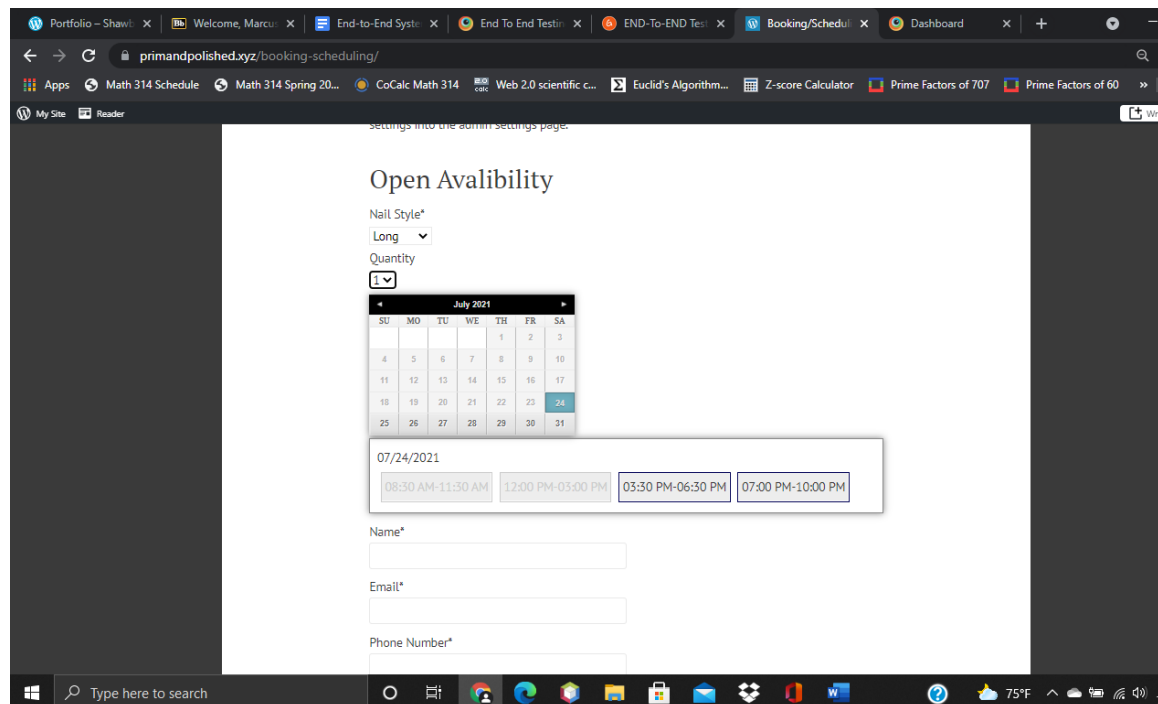 Portfolio – Shawb
Welcome, Marcus
End-to-End Syste
End To End Testin
END-To-END Test
Booking/Scheduli
Dashboard
primandpolished.xyz/booking-scheduling/
Apps Math 314 Schedule Math 314 Spring 20... CoCalc Math 314 Web 2.0 scientific c... Euclid's Algorithm... Z-score Calculator Prime Factors of 707 Prime Factors of 60 »
My Site Reader Wr
settings into the admin settings page.
Open Avalibility
Nail Style*
Long
Quantity
1
July 2021
SU MO TU WE TH FR SA
1 2 3
4 5 6 7 8 9 10
11 12 13 14 15 16 17
18 19 20 21 22 23 24
25 26 27 28 29 30 31
07/24/2021
08:30 AM-11:30 AM 12:00 PM-03:00 PM 03:30 PM-06:30 PM 07:00 PM-10:00 PM
Name*
Email*
Phone Number*
Type here to search 75°F